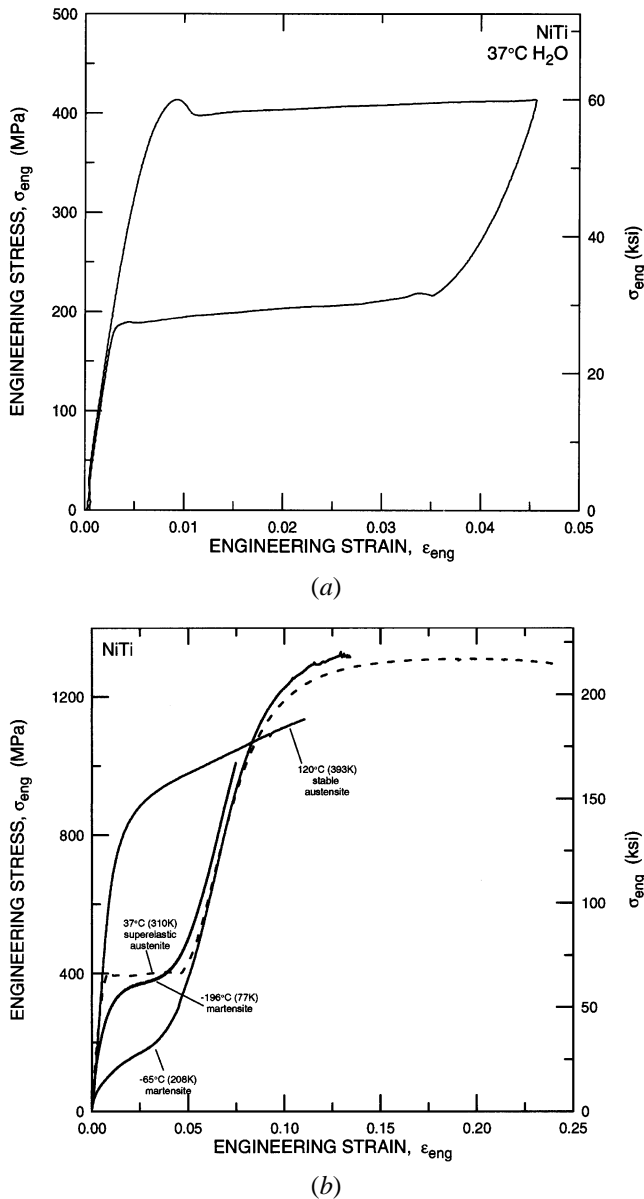 500
400
300
200
100
0
ENGINEERING STRESS, σeng (MPa)
NiTi
37°C H2O
60
40
20
0
σeng (ksi)
0.00 0.01 0.02 0.03 0.04 0.05
ENGINEERING STRAIN, εeng
(a)
NiTi
1200
800
400
0
ENGINEERING STRESS, σeng (MPa)
120°C (393K)
stable
austensite
37°C (310K)
superelastic
austenite
-196°C (77K)
martensite
-65°C (208K)
martensite
200
150
100
50
0
σeng (ksi)
0.00 0.05 0.10 0.15 0.20 0.25
ENGINEERING STRAIN, εeng
(b)